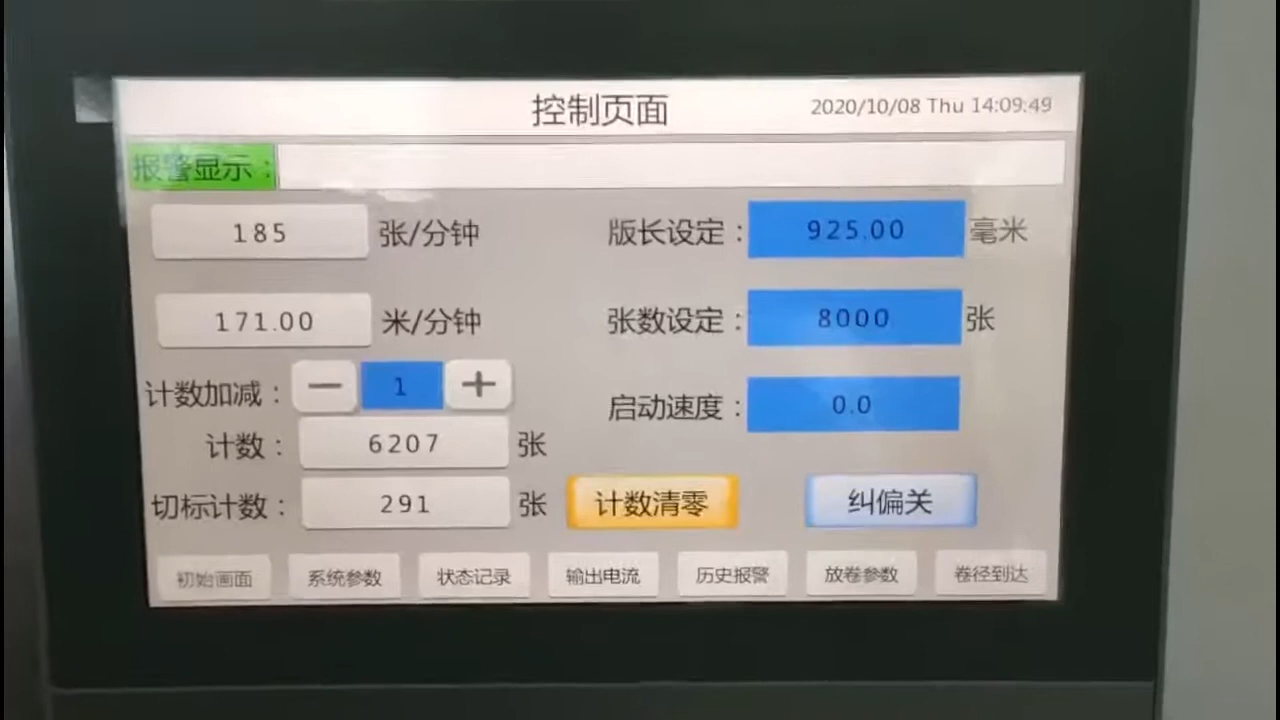 控制页面 2020/10/08 Thu 14:09:49
报警显示：
185 张/分钟 版长设定： 925.00 毫米
171.00 米/分钟 张数设定： 8000 张
计数加减： — 1 + 启动速度： 0.0
计数： 6207 张
切标计数： 291 张 计数清零 纠偏关
初始画面 系统参数 状态记录 输出电流 历史报警 放卷参数 卷径到达